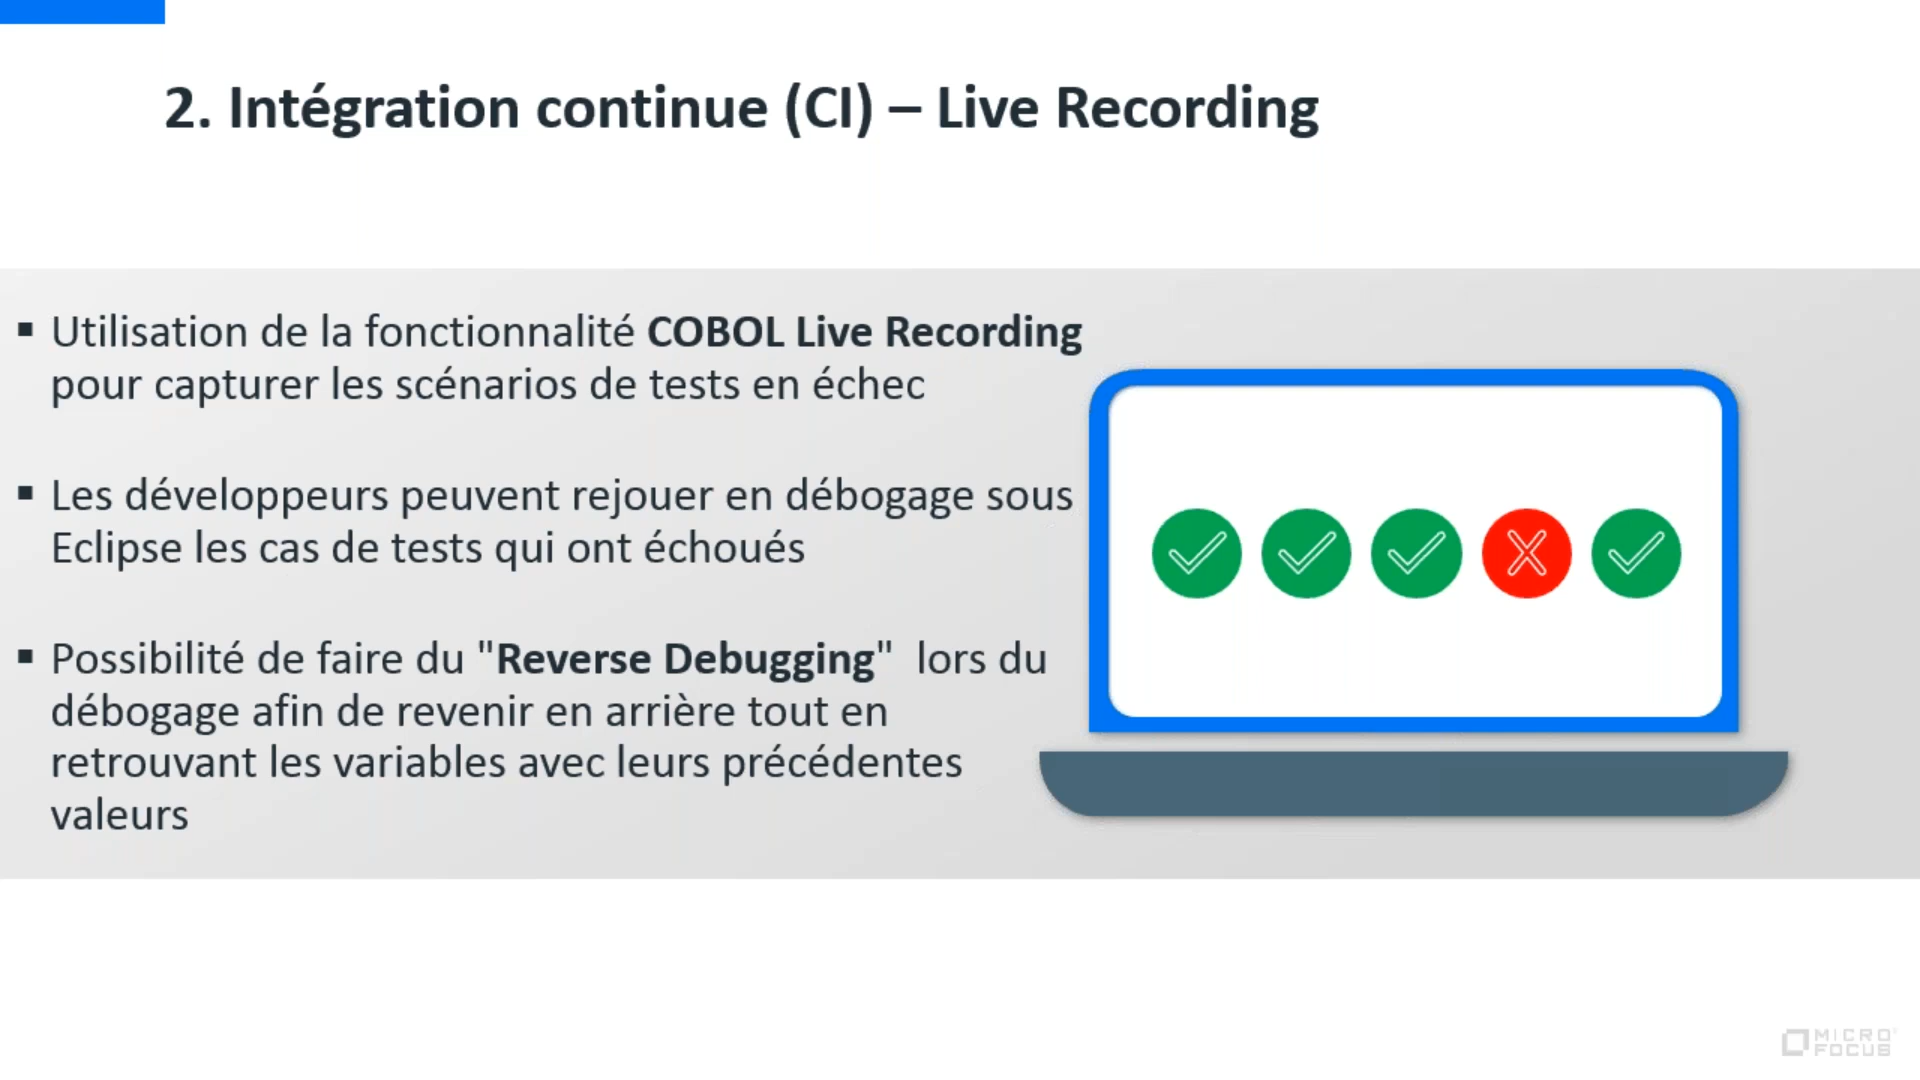 2. Intégration continue (CI) – Live Recording
▪ Utilisation de la fonctionnalité COBOL Live Recording
pour capturer les scénarios de tests en échec
▪ Les développeurs peuvent rejouer en débogage sous
Eclipse les cas de tests qui ont échoués
▪ Possibilité de faire du "Reverse Debugging"  lors du
débogage afin de revenir en arrière tout en
retrouvant les variables avec leurs précédentes
valeurs
MICRO
FOCUS